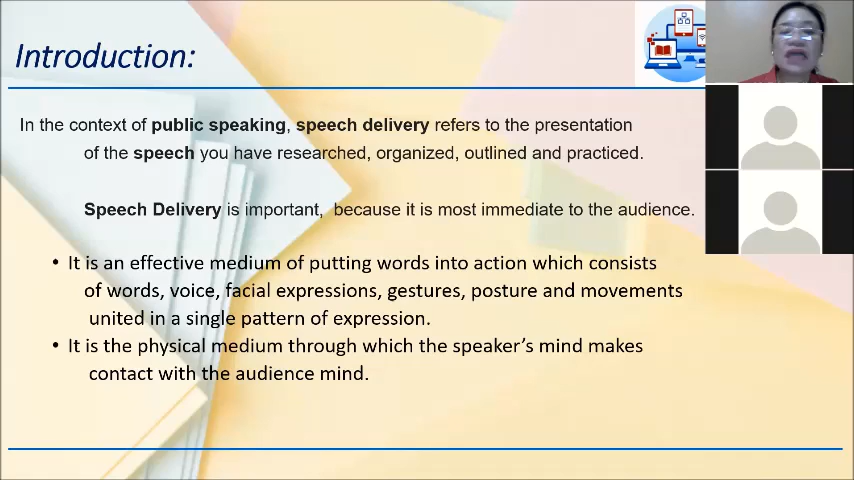 Introduction:
In the context of public speaking, speech delivery refers to the presentation
of the speech you have researched, organized, outlined and practiced.
Speech Delivery is important,  because it is most immediate to the audience.
• It is an effective medium of putting words into action which consists
of words, voice, facial expressions, gestures, posture and movements
united in a single pattern of expression.
• It is the physical medium through which the speaker’s mind makes
contact with the audience mind.